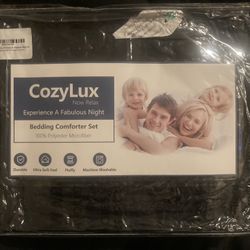 CozyLux
Now Relax
Experience A Fabulous Night
Bedding Comforter Set
100% Polyester Microfiber
Durable
Ultra Soft Feel
Fluffy
Machine Washable